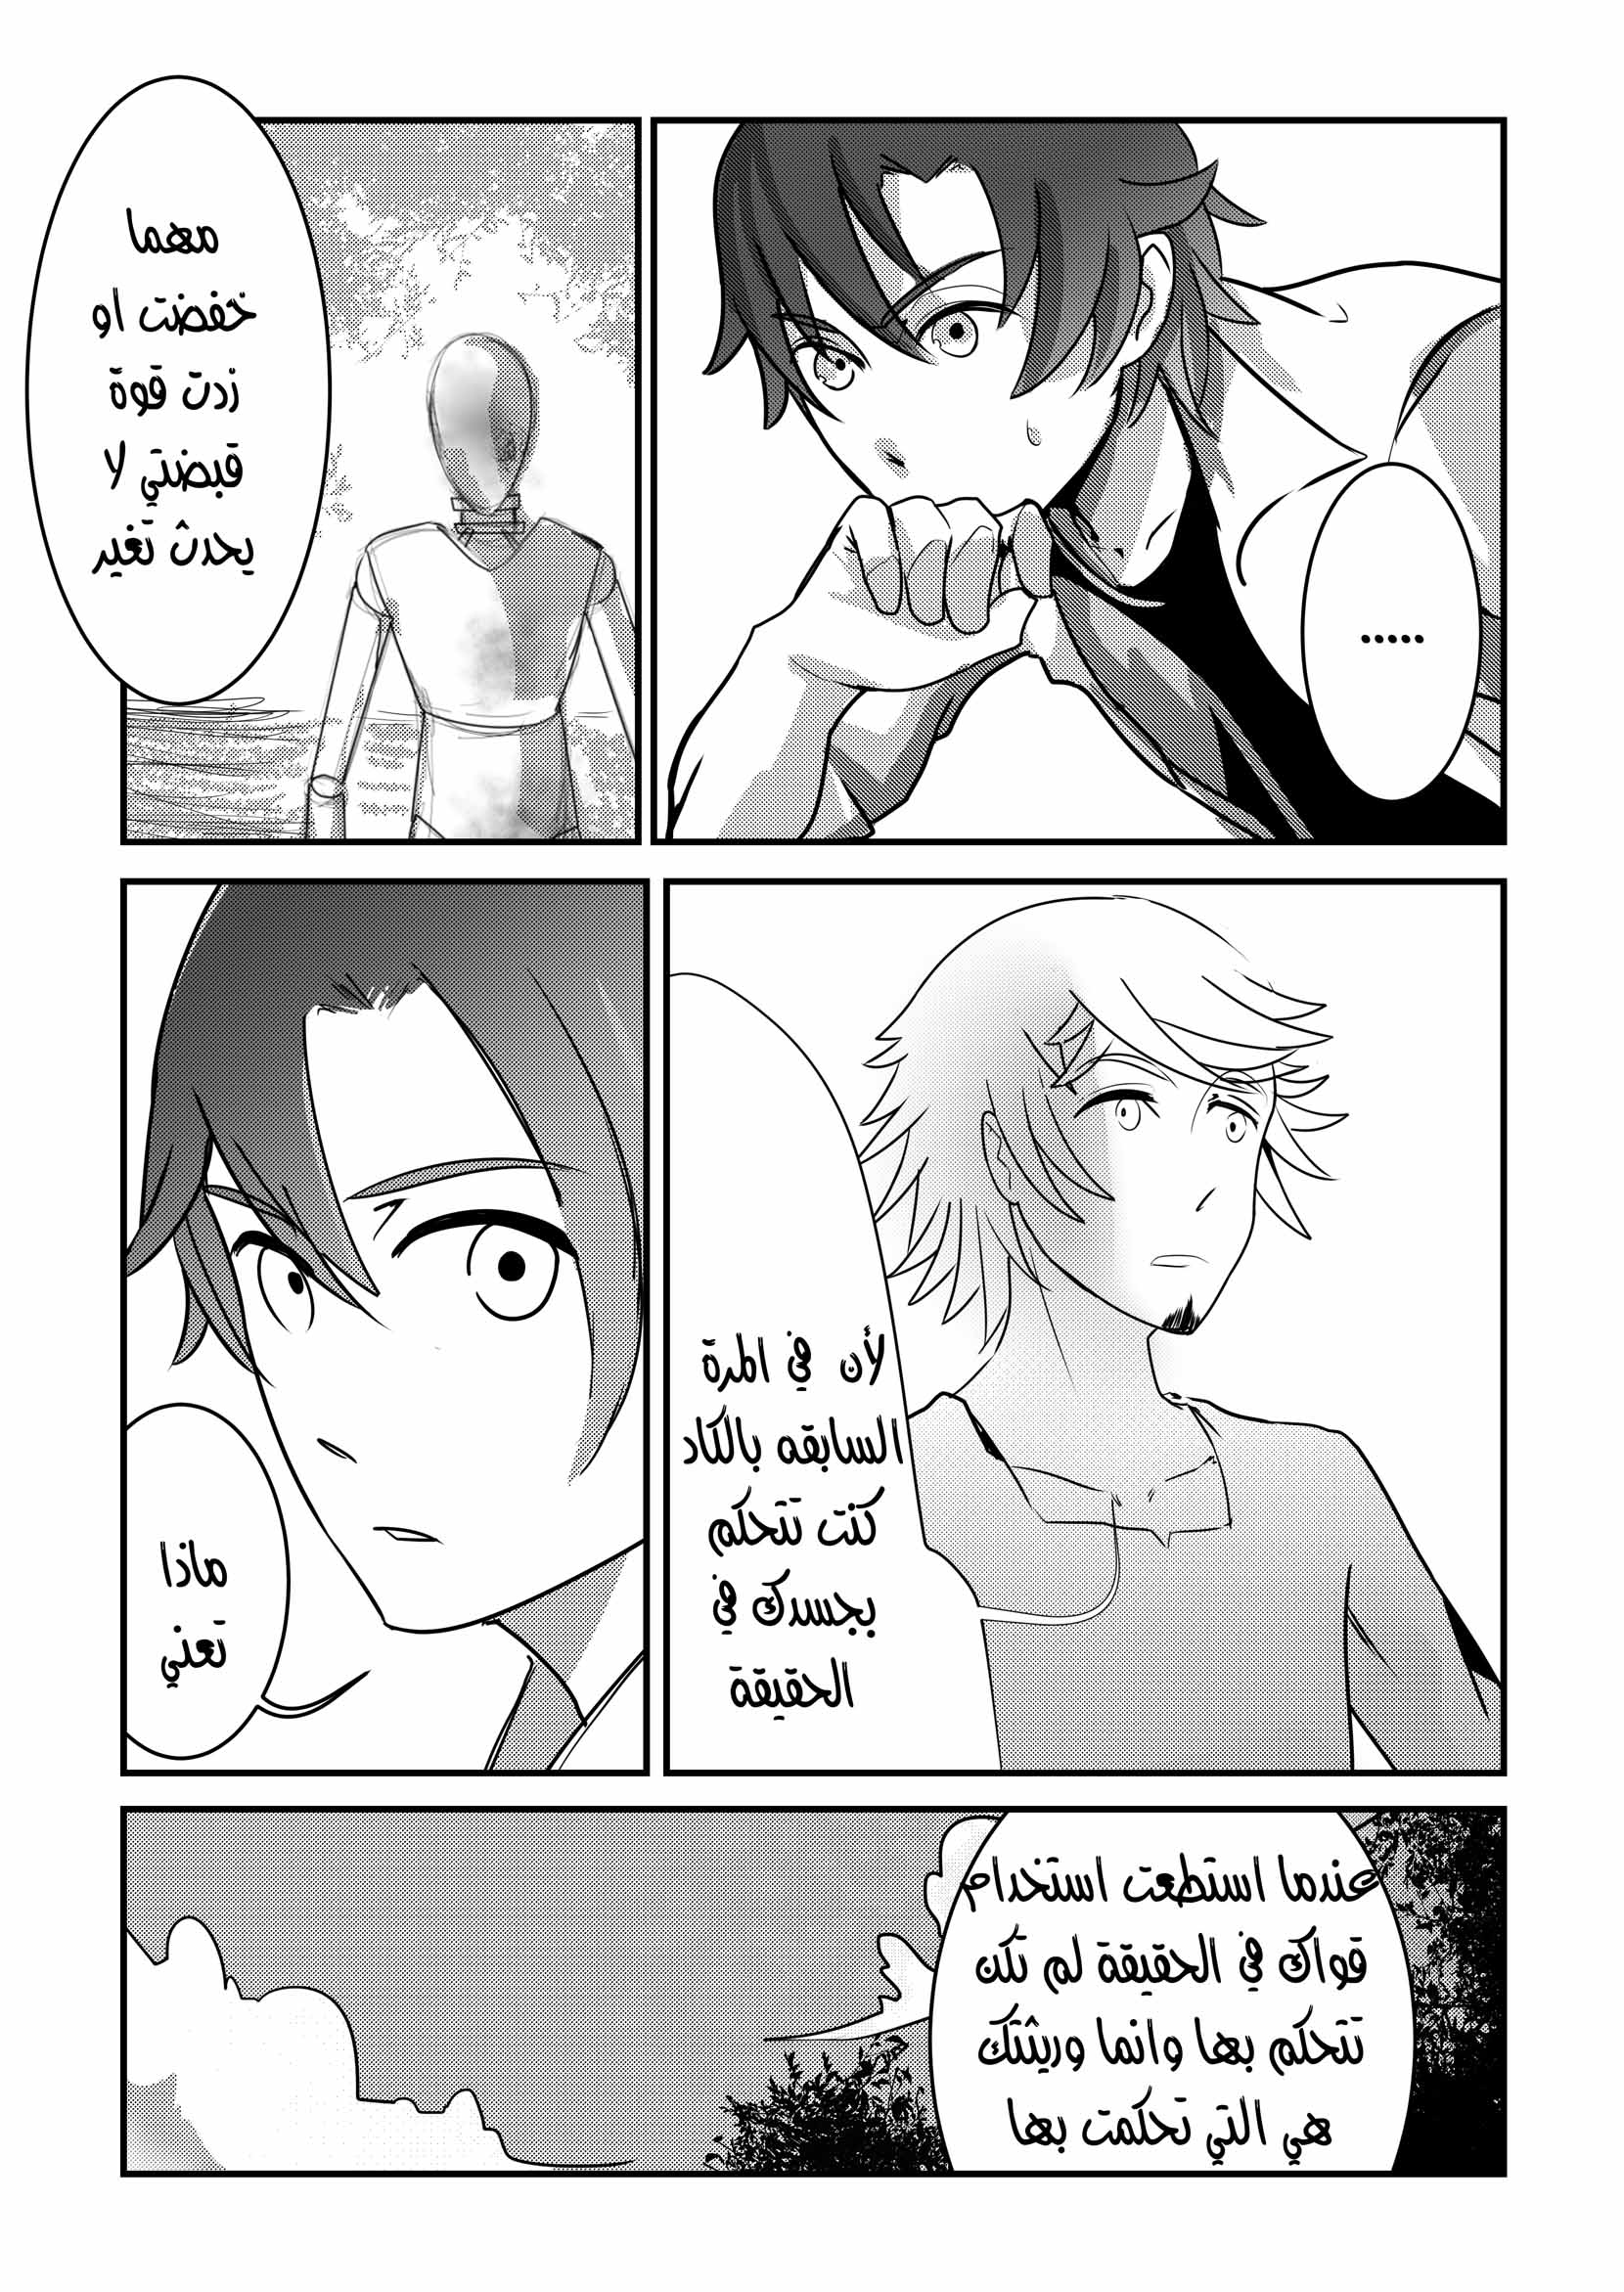 .....
مهما
خفضت او
زدت قوة
قبضتي لا
يحدث تغير
لأن في المرة
السابقه بالكاد
كنت تتحكم
بجسدك في
الحقيقة
ماذا
تعني
عندما استطعت استخدام
قواك في الحقيقة لم تكن
تتحكم بها وانما وريثتك
هي التي تحكمت بها